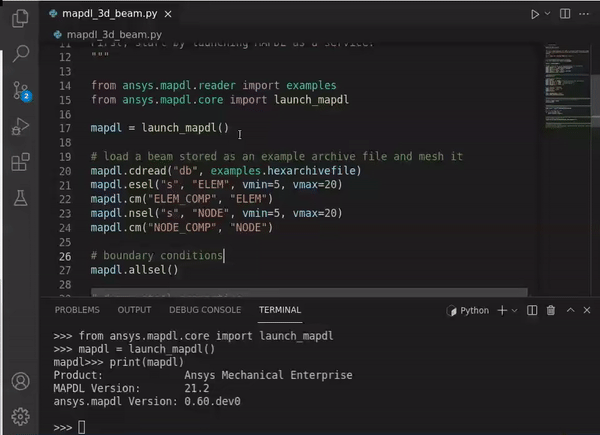 mapdl_3d_beam.py
mapdl_3d_beam.py
11 First, start by launching MAPDL as a service.
12 """
13
14 from ansys.mapdl.reader import examples
15 from ansys.mapdl.core import launch_mapdl
16
17 mapdl = launch_mapdl()
18
19 # load a beam stored as an example archive file and mesh it
20 mapdl.cdread("db", examples.hexarchivefile)
21 mapdl.esel("s", "ELEM", vmin=5, vmax=20)
22 mapdl.cm("ELEM_COMP", "ELEM")
23 mapdl.nsel("s", "NODE", vmin=5, vmax=20)
24 mapdl.cm("NODE_COMP", "NODE")
25
26 # boundary conditions
27 mapdl.allsel()
28
2
PROBLEMS OUTPUT DEBUG CONSOLE TERMINAL Python
>>> from ansys.mapdl.core import launch_mapdl
>>> mapdl = launch_mapdl()
mapdl>>> print(mapdl)
Product: Ansys Mechanical Enterprise
MAPDL Version: 21.2
ansys.mapdl Version: 0.60.dev0
>>>